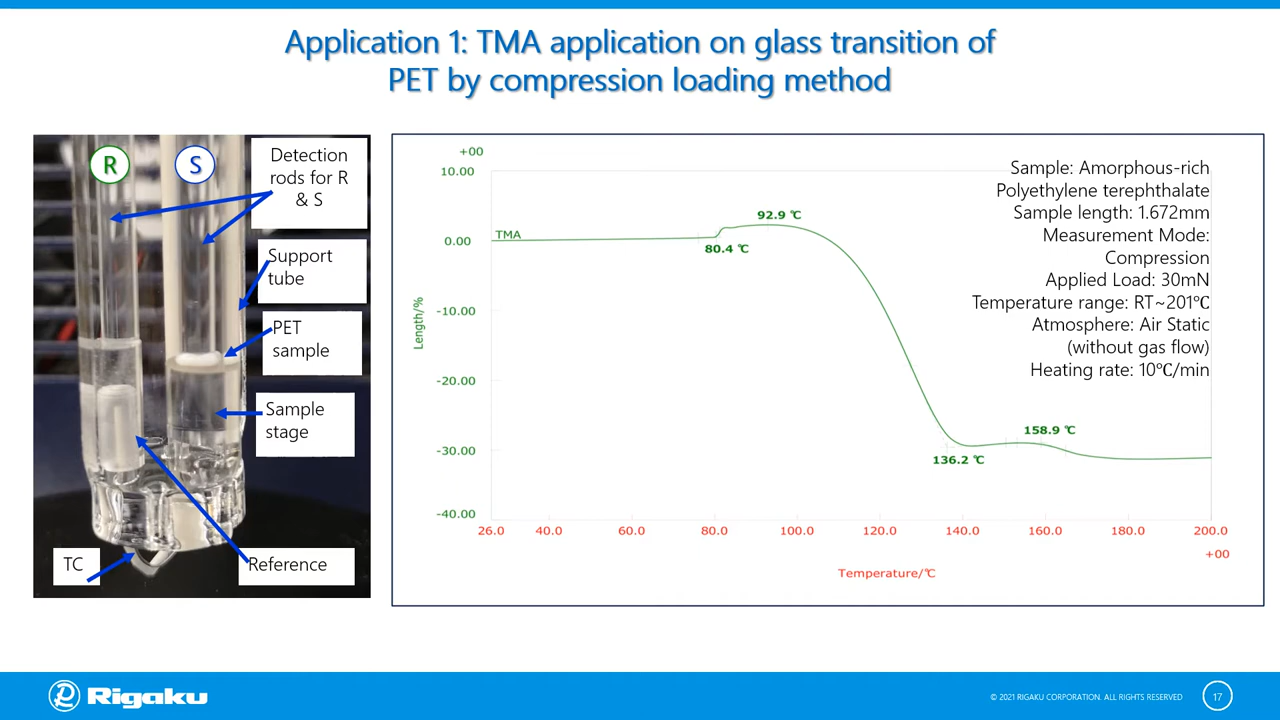 Application 1: TMA application on glass transition of
PET by compression loading method
R
S
Detection
rods for R
& S
Support
tube
PET
sample
Sample
stage
TC
Reference
+00
10.00
0.00
-10.00
-20.00
-30.00
-40.00
Length/%
TMA
80.4 ℃
92.9 ℃
136.2 ℃
158.9 ℃
Sample: Amorphous-rich
Polyethylene terephthalate
Sample length: 1.672mm
Measurement Mode:
Compression
Applied Load: 30mN
Temperature range: RT~201℃
Atmosphere: Air Static
(without gas flow)
Heating rate: 10℃/min
26.0 40.0 60.0 80.0 100.0 120.0 140.0 160.0 180.0 200.0
+00
Temperature/℃
Rigaku
© 2021 RIGAKU CORPORATION. ALL RIGHTS RESERVED
17